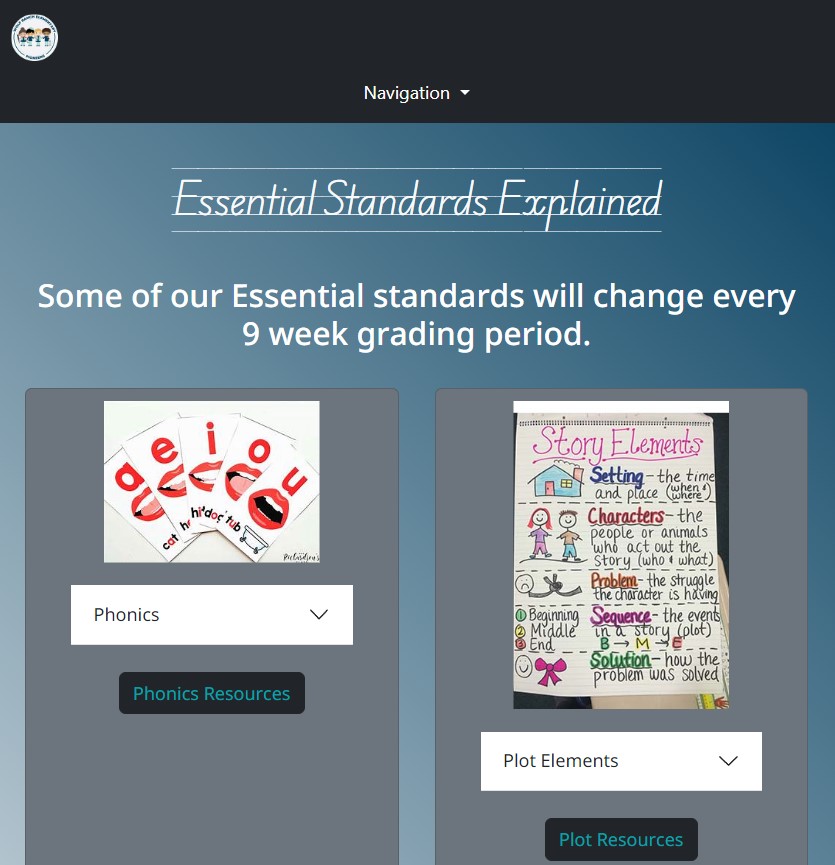 Navigation
Essential Standards Explained
Some of our Essential standards will change every
9 week grading period.
a e i o u
cat
hit dog tub
Phonics
Phonics Resources
Story Elements
Setting - the time
and place (when &
where)
Characters - the
people or animals
who act out the
story (who & what)
Problem - the struggle
the character is having
1 Beginning
2 Middle
3 End
Sequence - the events
in a story (plot)
B → M → E
Solution - how the
problem was solved
Plot Elements
Plot Resources